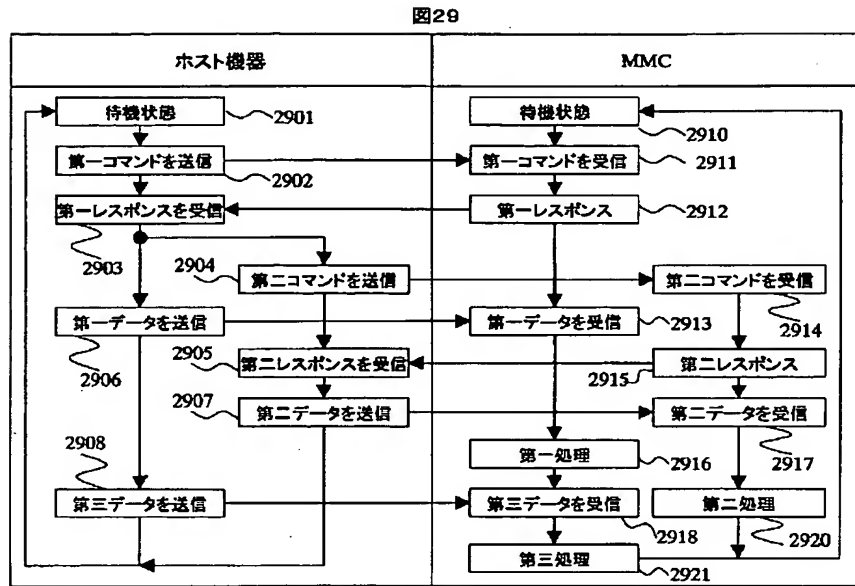 図29
ホスト機器 MMC
待機状態 2901 待機状態 2910
第一コマンドを送信 2902 第一コマンドを受信 2911
第一レスポンスを受信 2903 第一レスポンス 2912
2904 第二コマンドを送信 第二コマンドを受信 2914
第一データを送信 2906 第一データを受信 2913
2905 第二レスポンスを受信 第二レスポンス 2915
2907 第二データを送信 第二データを受信 2917
第一処理 2916
2908 第三データを送信 第三データを受信 2918 第二処理 2920
第三処理 2921